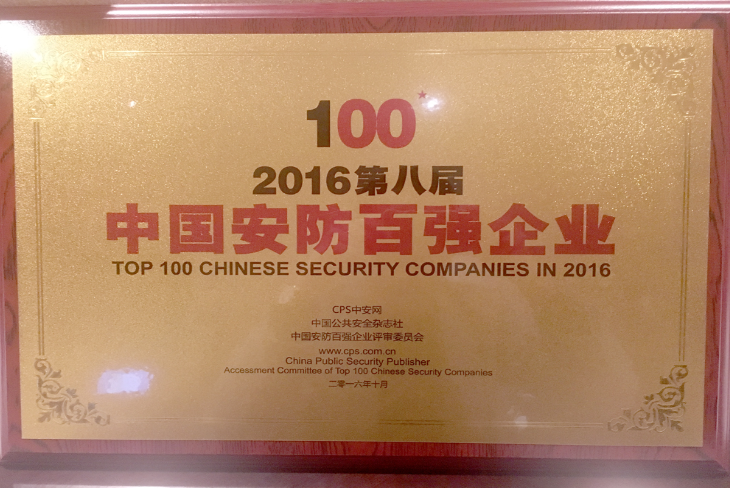 100
2016第八届
中国安防百强企业
TOP 100 CHINESE SECURITY COMPANIES IN 2016
CPS中安网
中国公共安全杂志社
中国安防百强企业评审委员会
www.cps.com.cn
China Public Security Publisher
Accessment Committee of Top 100 Chinese Security Companies
二零一六年十月